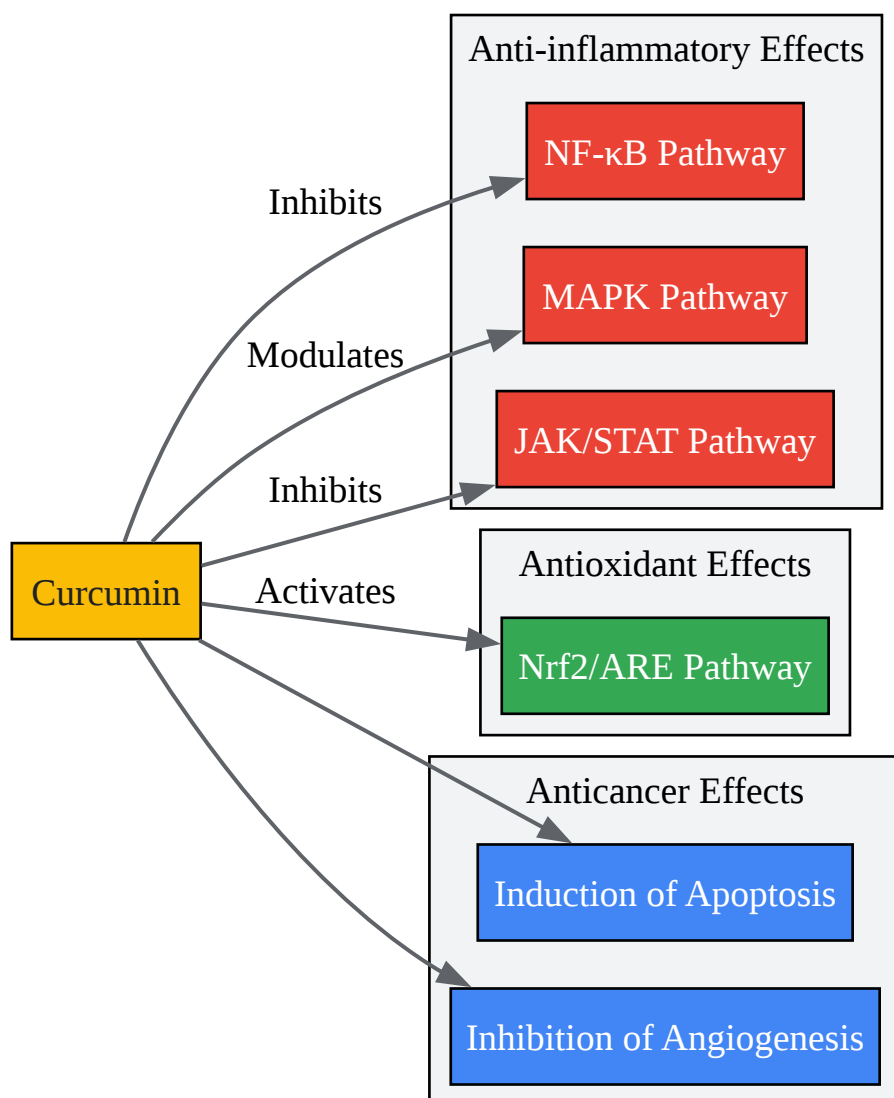 Anti-inflammatory Effects
NF-κB Pathway
Inhibits
MAPK Pathway
Modulates
JAK/STAT Pathway
Inhibits
Curcumin
Activates
Antioxidant Effects
Nrf2/ARE Pathway
Anticancer Effects
Induction of Apoptosis
Inhibition of Angiogenesis